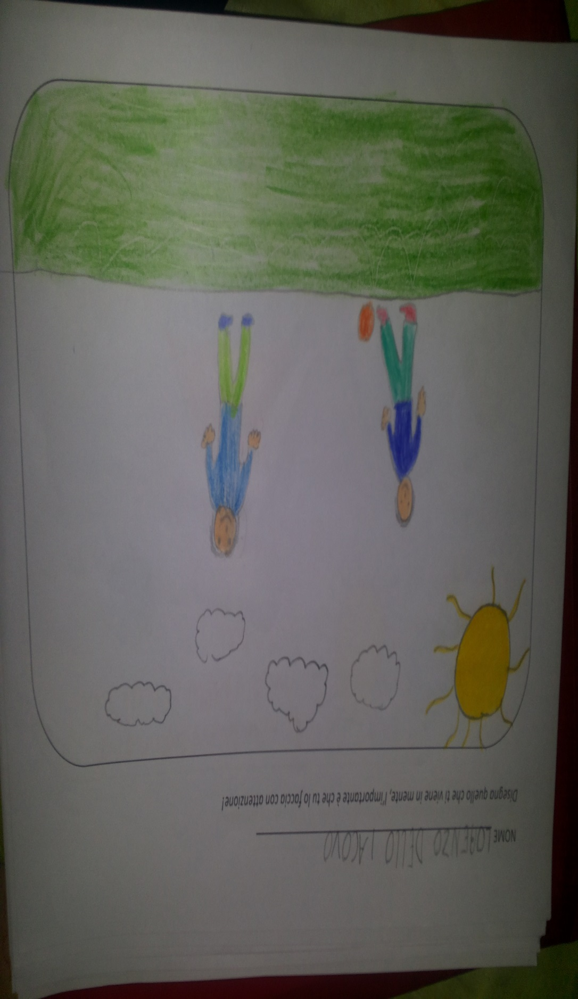 NOME LORENZO DELLO IACOVO
Disegna quello che ti viene in mente, l'importante è che tu lo faccia con attenzione!